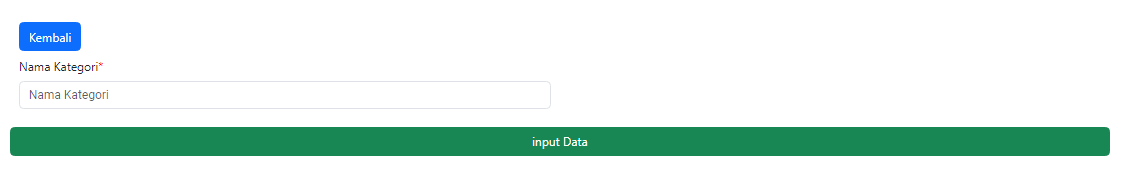 Kembali
Nama Kategori*
Nama Kategori
input Data